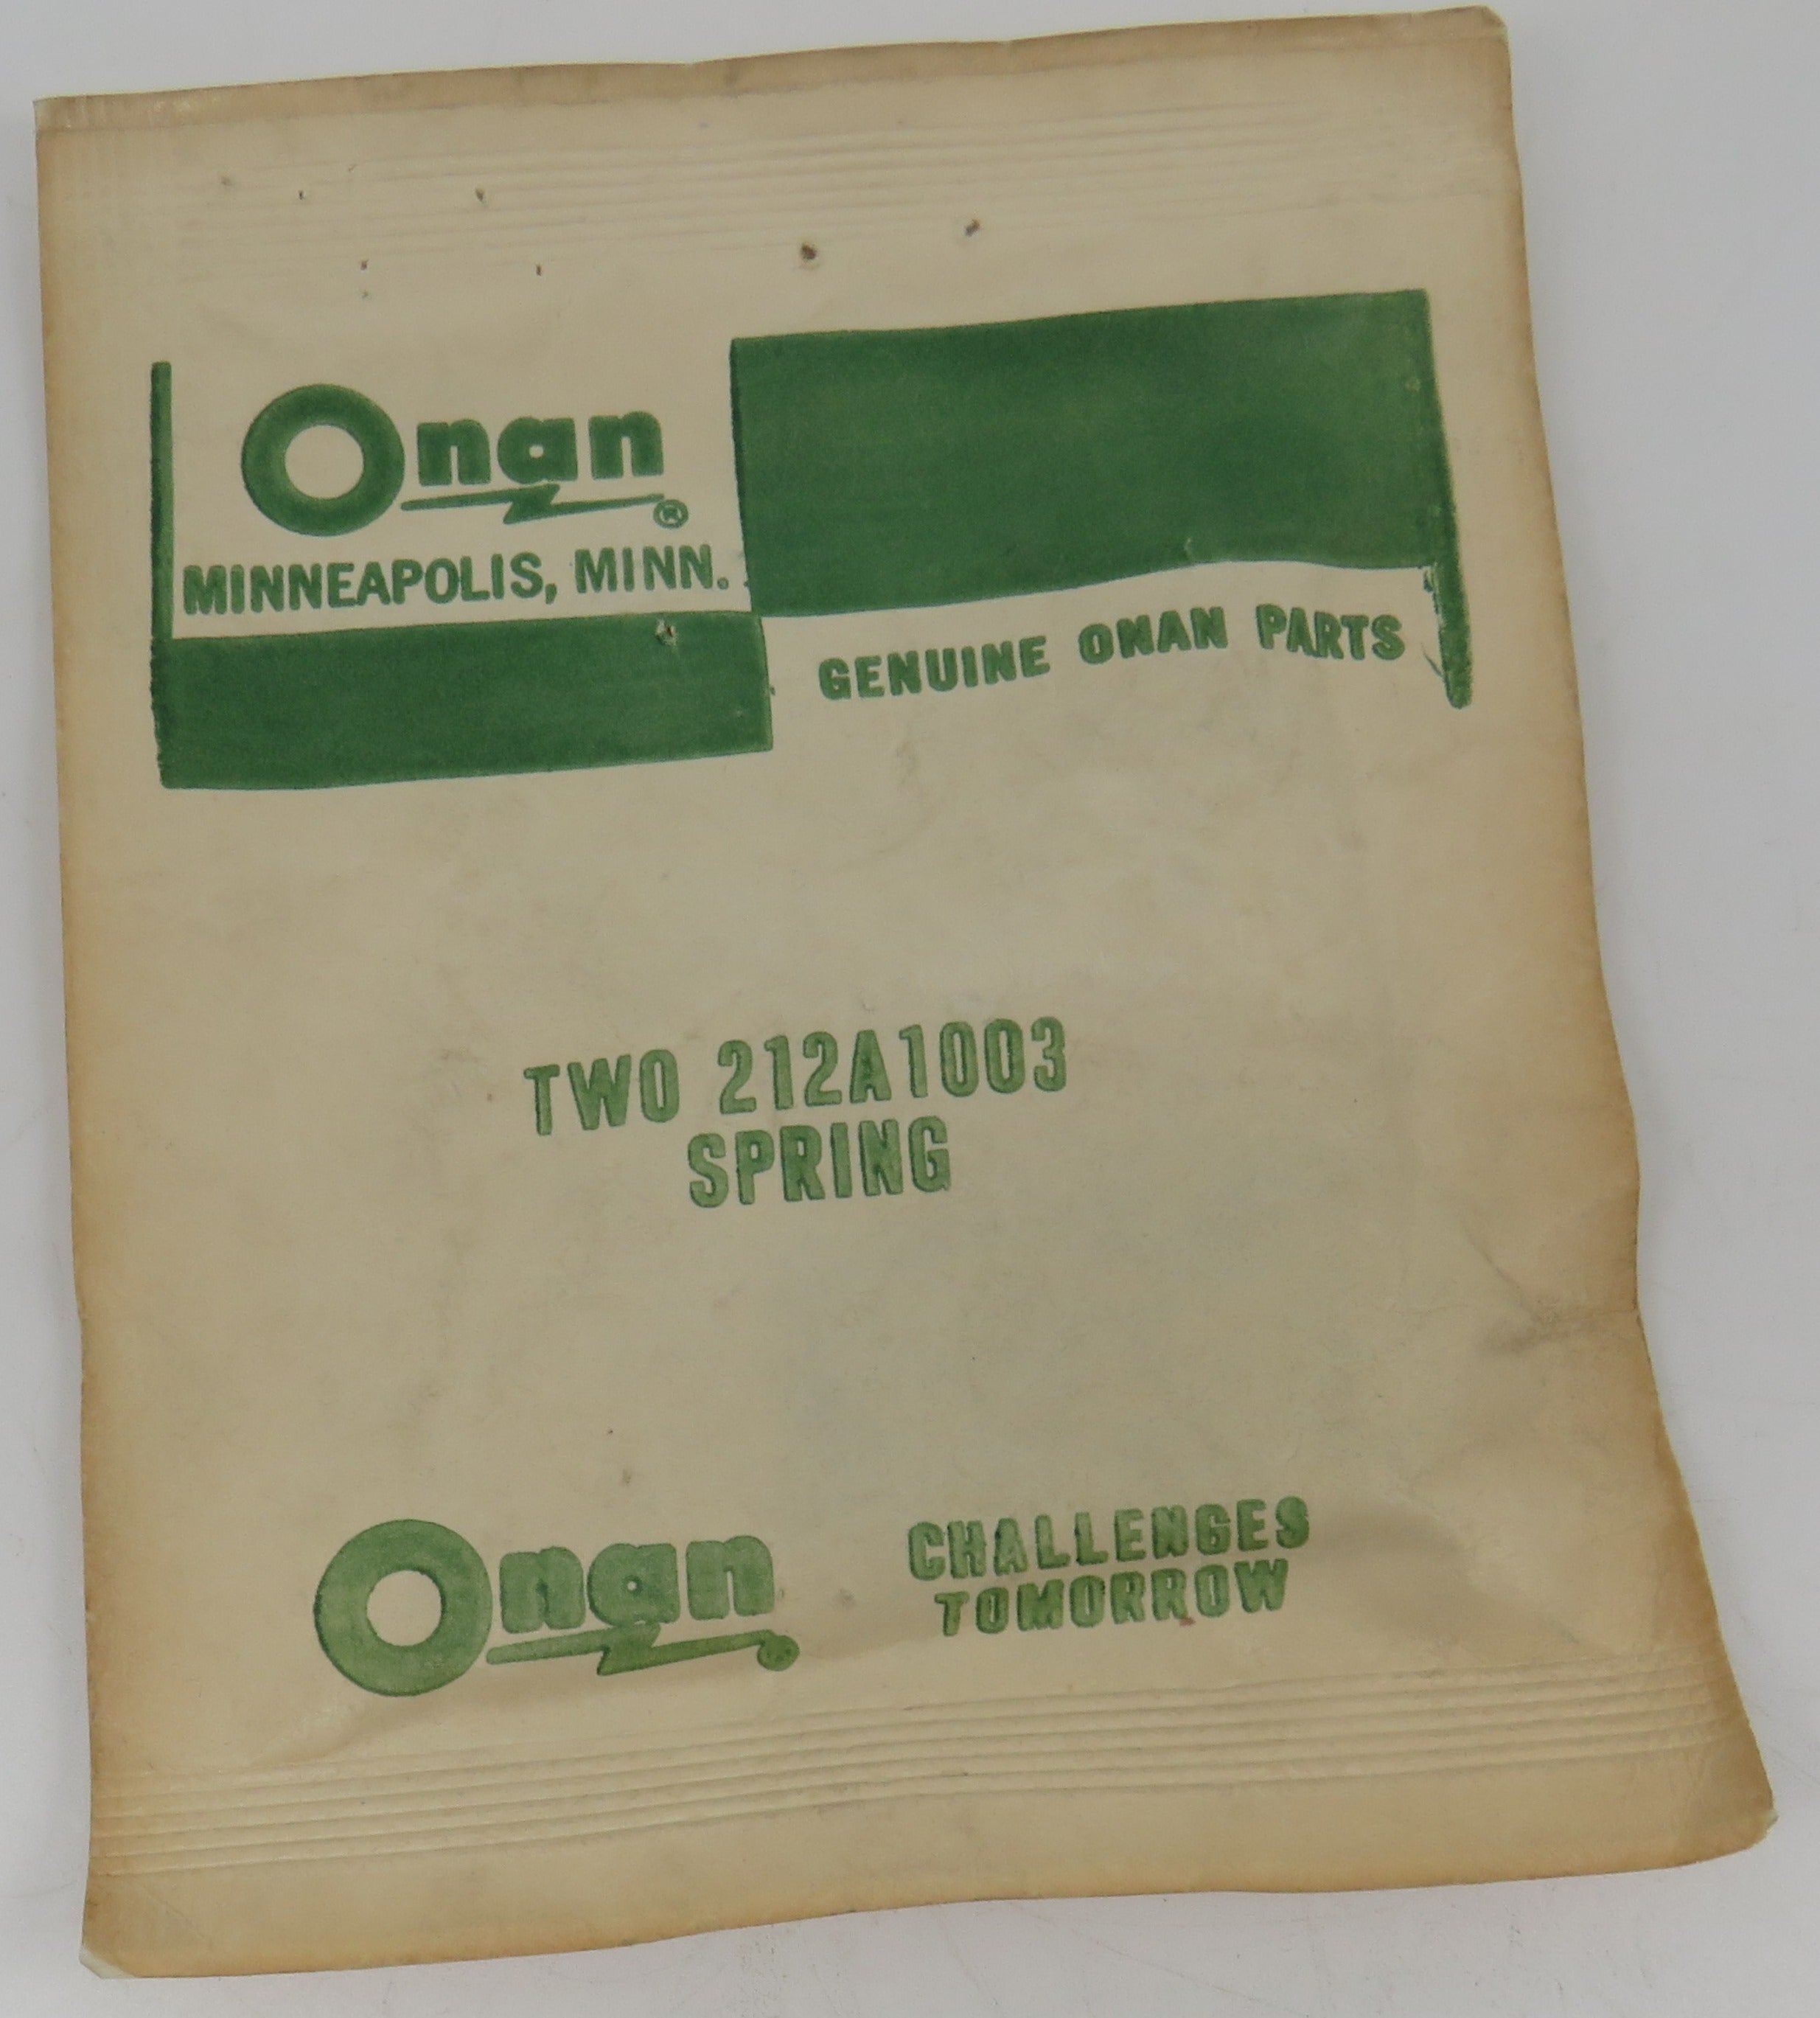 Onan®
MINNEAPOLIS, MINN.
GENUINE ONAN PARTS
TWO 212A1003
SPRING
Onan®
CHALLENGES
TOMORROW